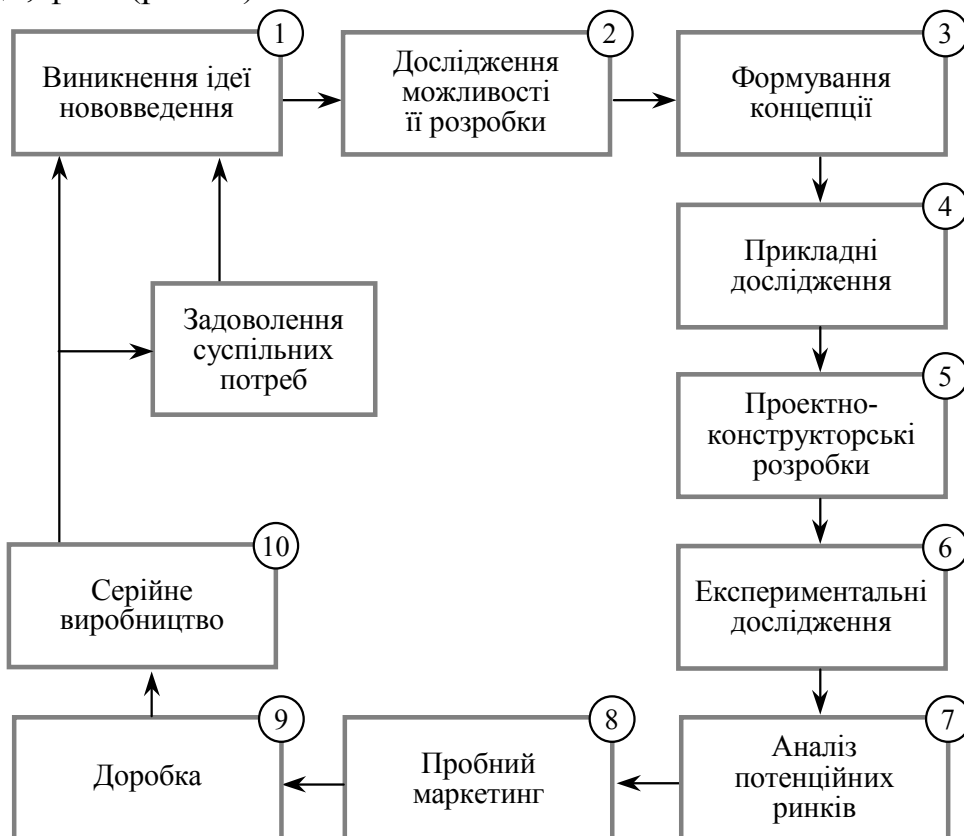 1
Виникнення ідеї
нововведення
2
Дослідження
можливості
її розробки
3
Формування
концепції
4
Прикладні
дослідження
Задоволення
суспільних
потреб
5
Проектно-
конструкторські
розробки
10
Серійне
виробництво
6
Експериментальні
дослідження
9
Доробка
8
Пробний
маркетинг
7
Аналіз
потенційних
ринків